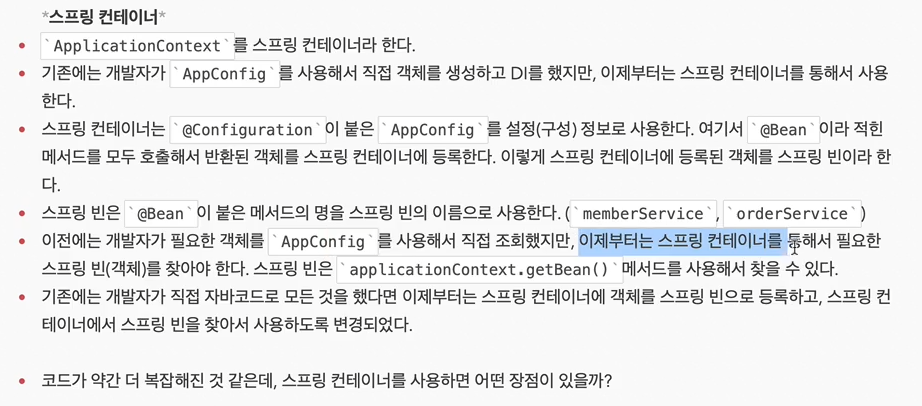 *스프링 컨테이너*
• `ApplicationContext`를 스프링 컨테이너라 한다.
• 기존에는 개발자가 `AppConfig`를 사용해서 직접 객체를 생성하고 DI를 했지만, 이제부터는 스프링 컨테이너를 통해서 사용
한다.
• 스프링 컨테이너는 `@Configuration`이 붙은 `AppConfig`를 설정(구성) 정보로 사용한다. 여기서 `@Bean`이라 적힌
메서드를 모두 호출해서 반환된 객체를 스프링 컨테이너에 등록한다. 이렇게 스프링 컨테이너에 등록된 객체를 스프링 빈이라 한
다.
• 스프링 빈은 `@Bean`이 붙은 메서드의 명을 스프링 빈의 이름으로 사용한다. (`memberService`, `orderService`)
• 이전에는 개발자가 필요한 객체를 `AppConfig`를 사용해서 직접 조회했지만, 이제부터는 스프링 컨테이너를 통해서 필요한
스프링 빈(객체)를 찾아야 한다. 스프링 빈은 `applicationContext.getBean()`메서드를 사용해서 찾을 수 있다.
• 기존에는 개발자가 직접 자바코드로 모든 것을 했다면 이제부터는 스프링 컨테이너에 객체를 스프링 빈으로 등록하고, 스프링 컨
테이너에서 스프링 빈을 찾아서 사용하도록 변경되었다.
• 코드가 약간 더 복잡해진 것 같은데, 스프링 컨테이너를 사용하면 어떤 장점이 있을까?